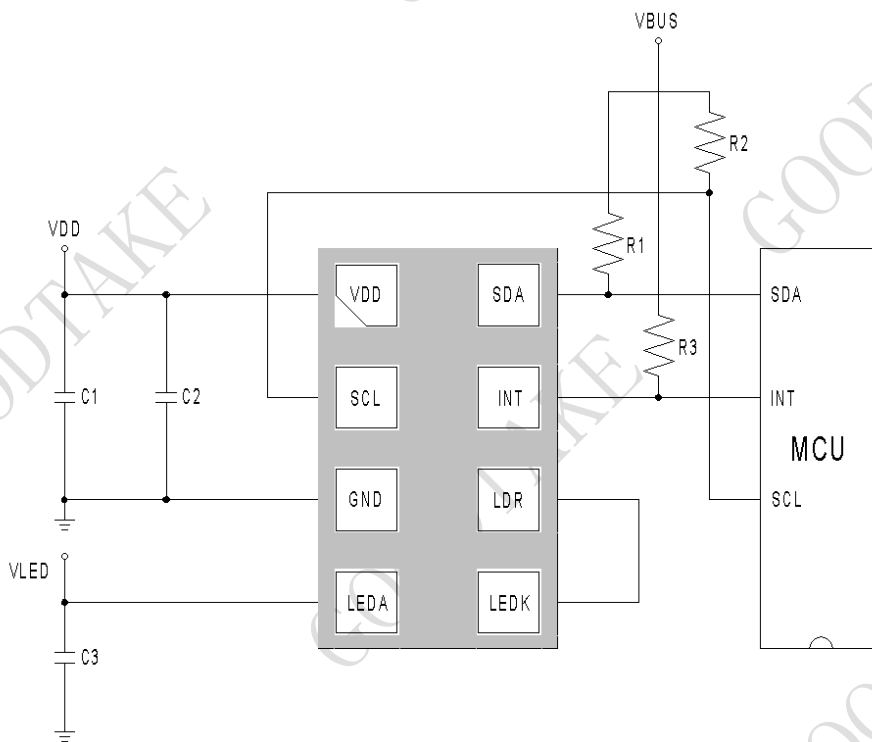 VBUS
R2
VDD
R1
VDD
SDA
SDA
R3
C1
C2
SCL
INT
INT
MCU
GND
LDR
SCL
VLED
LEDA
LEDK
C3
GOODTAKE